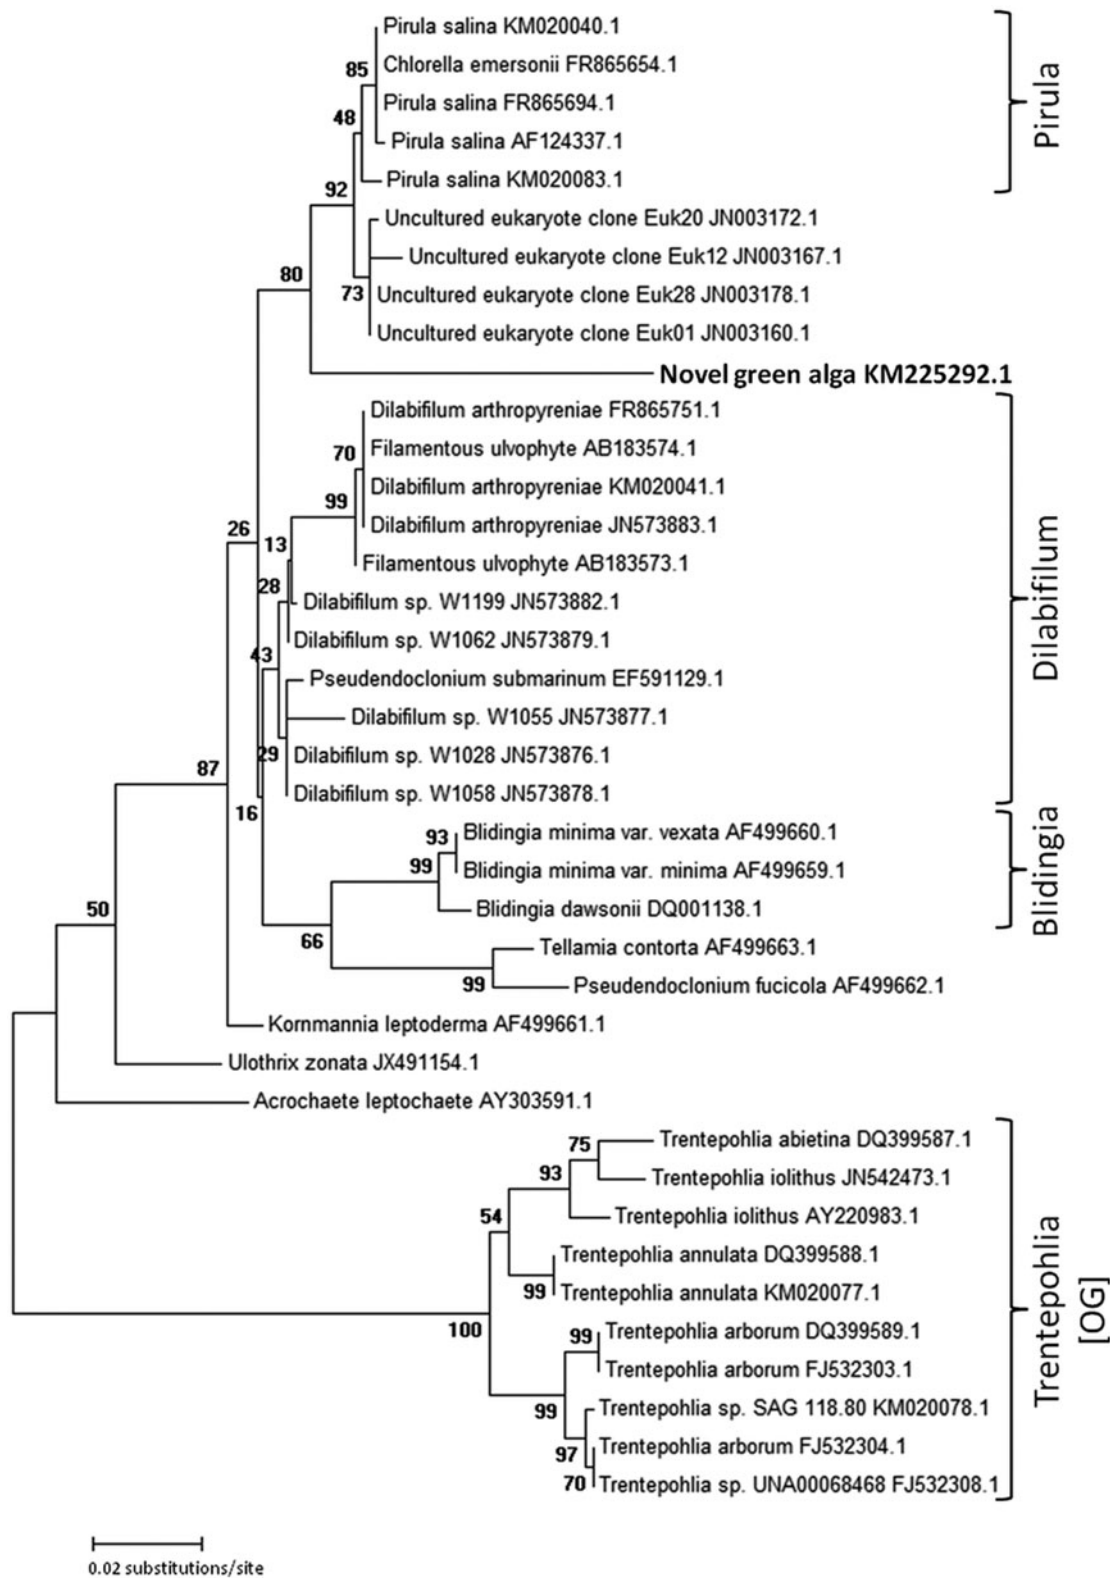 Pirula salina KM020040.1
Chlorella emersonii FR865654.1
85
Pirula salina FR865694.1
Pirula
48
Pirula salina AF124337.1
Pirula salina KM020083.1
92
Uncultured eukaryote clone Euk20 JN003172.1
Uncultured eukaryote clone Euk12 JN003167.1
80
73
Uncultured eukaryote clone Euk28 JN003178.1
Uncultured eukaryote clone Euk01 JN003160.1
Novel green alga KM225292.1
Dilabifilum arthropyreniae FR865751.1
70
Filamentous ulvophyte AB183574.1
Dilabifilum arthropyreniae KM020041.1
99
Dilabifilum arthropyreniae JN573883.1
26
13
Filamentous ulvophyte AB183573.1
28
Dilabifilum sp. W1199 JN573882.1
Dilabifilum
Dilabifilum sp. W1062 JN573879.1
43
Pseudendoclonium submarinum EF591129.1
Dilabifilum sp. W1055 JN573877.1
29
Dilabifilum sp. W1028 JN573876.1
87
Dilabifilum sp. W1058 JN573878.1
16
93
Blidingia minima var. vexata AF499660.1
99
Blidingia minima var. minima AF499659.1
Blidingia
50
Blidingia dawsonii DQ001138.1
66
Tellamia contorta AF499663.1
99
Pseudendoclonium fucicola AF499662.1
Kornmannia leptoderma AF499661.1
Ulothrix zonata JX491154.1
Acrochaete leptochaete AY303591.1
75
Trentepohlia abietina DQ399587.1
93
Trentepohlia iolithus JN542473.1
54
Trentepohlia iolithus AY220983.1
Trentepohlia annulata DQ399588.1
99
Trentepohlia annulata KM020077.1
Trentepohlia
[OG]
100
99
Trentepohlia arborum DQ399589.1
Trentepohlia arborum FJ532303.1
99
Trentepohlia sp. SAG 118.80 KM020078.1
97
Trentepohlia arborum FJ532304.1
70
Trentepohlia sp. UNA00068468 FJ532308.1
0.02 substitutions/site